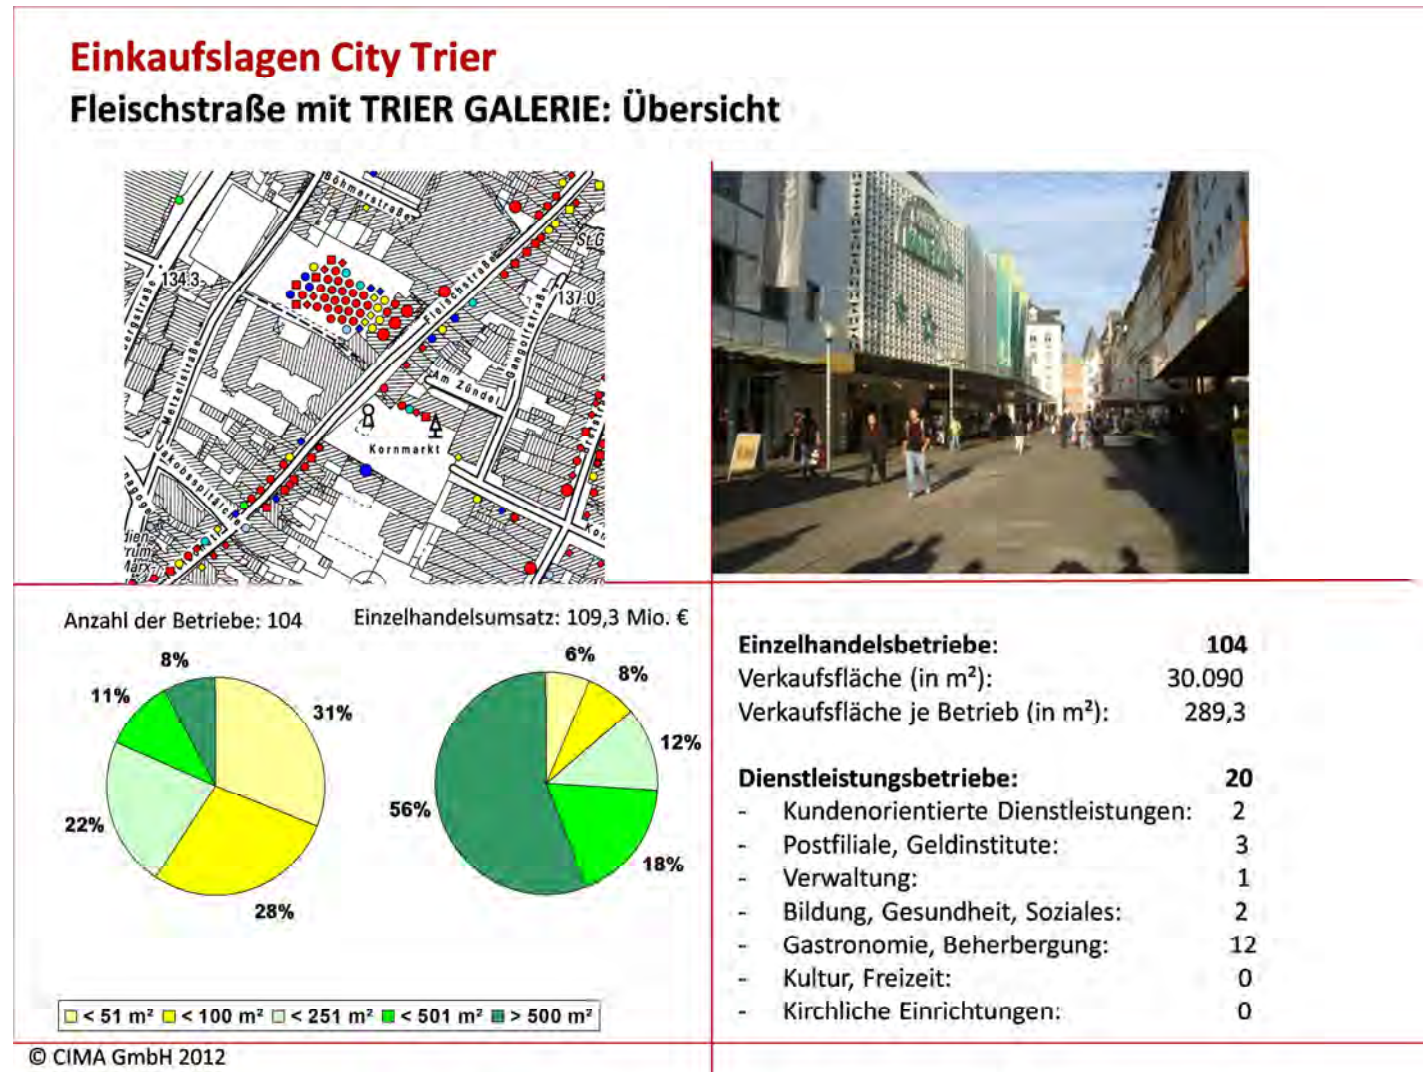 Einkaufslagen City Trier
Fleischstraße mit TRIER GALERIE: Übersicht
Böhmerstraße
SLG
134.3
Fleischstraße
137.0
Gangolfstraße
Metzelstraße
Am Zündel
Kornmarkt
Jakobsspitälchen
Anzahl der Betriebe: 104
8%
11%
31%
22%
28%
Einzelhandelsumsatz: 109,3 Mio. €
6%
8%
12%
56%
18%
< 51 m² < 100 m² < 251 m² < 501 m² > 500 m²
Einzelhandelsbetriebe: 104
Verkaufsfläche (in m²): 30.090
Verkaufsfläche je Betrieb (in m²): 289,3
Dienstleistungsbetriebe: 20
- Kundenorientierte Dienstleistungen: 2
- Postfiliale, Geldinstitute: 3
- Verwaltung: 1
- Bildung, Gesundheit, Soziales: 2
- Gastronomie, Beherbergung: 12
- Kultur, Freizeit: 0
- Kirchliche Einrichtungen: 0
© CIMA GmbH 2012